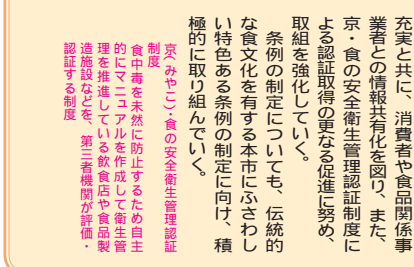 充実と共に、消費者や食品関係事
業者との情報共有化を図り、また、
京・食の安全衛生管理認証制度に
よる認証取得の更なる促進に努め、
取組を強化していく。
条例の制定についても、伝統的
な食文化を有する本市にふさわし
い特色ある条例の制定に向け、積
極的に取り組んでいく。
京(みやこ)・食の安全衛生管理認証
制度
食中毒を未然に防止するため自主
的にマニュアルを作成して衛生管
理を推進している飲食店や食品製
造施設などを、第三者機関が評価・
認証する制度